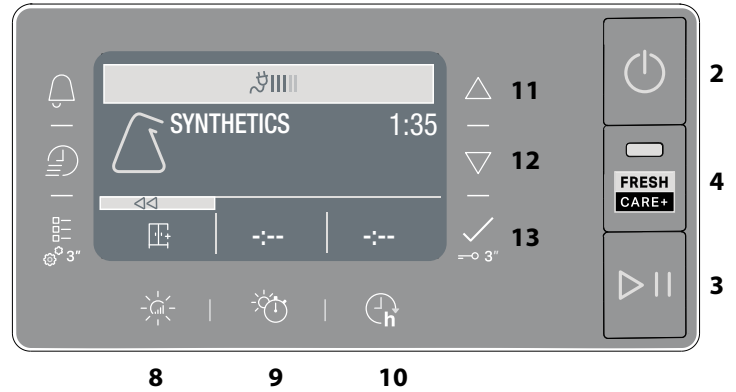 11
2
SYNTHETICS 1:35
12
FRESH
CARE+
4
-:-- -:--
3"
13
3"
3
h
8 9 10